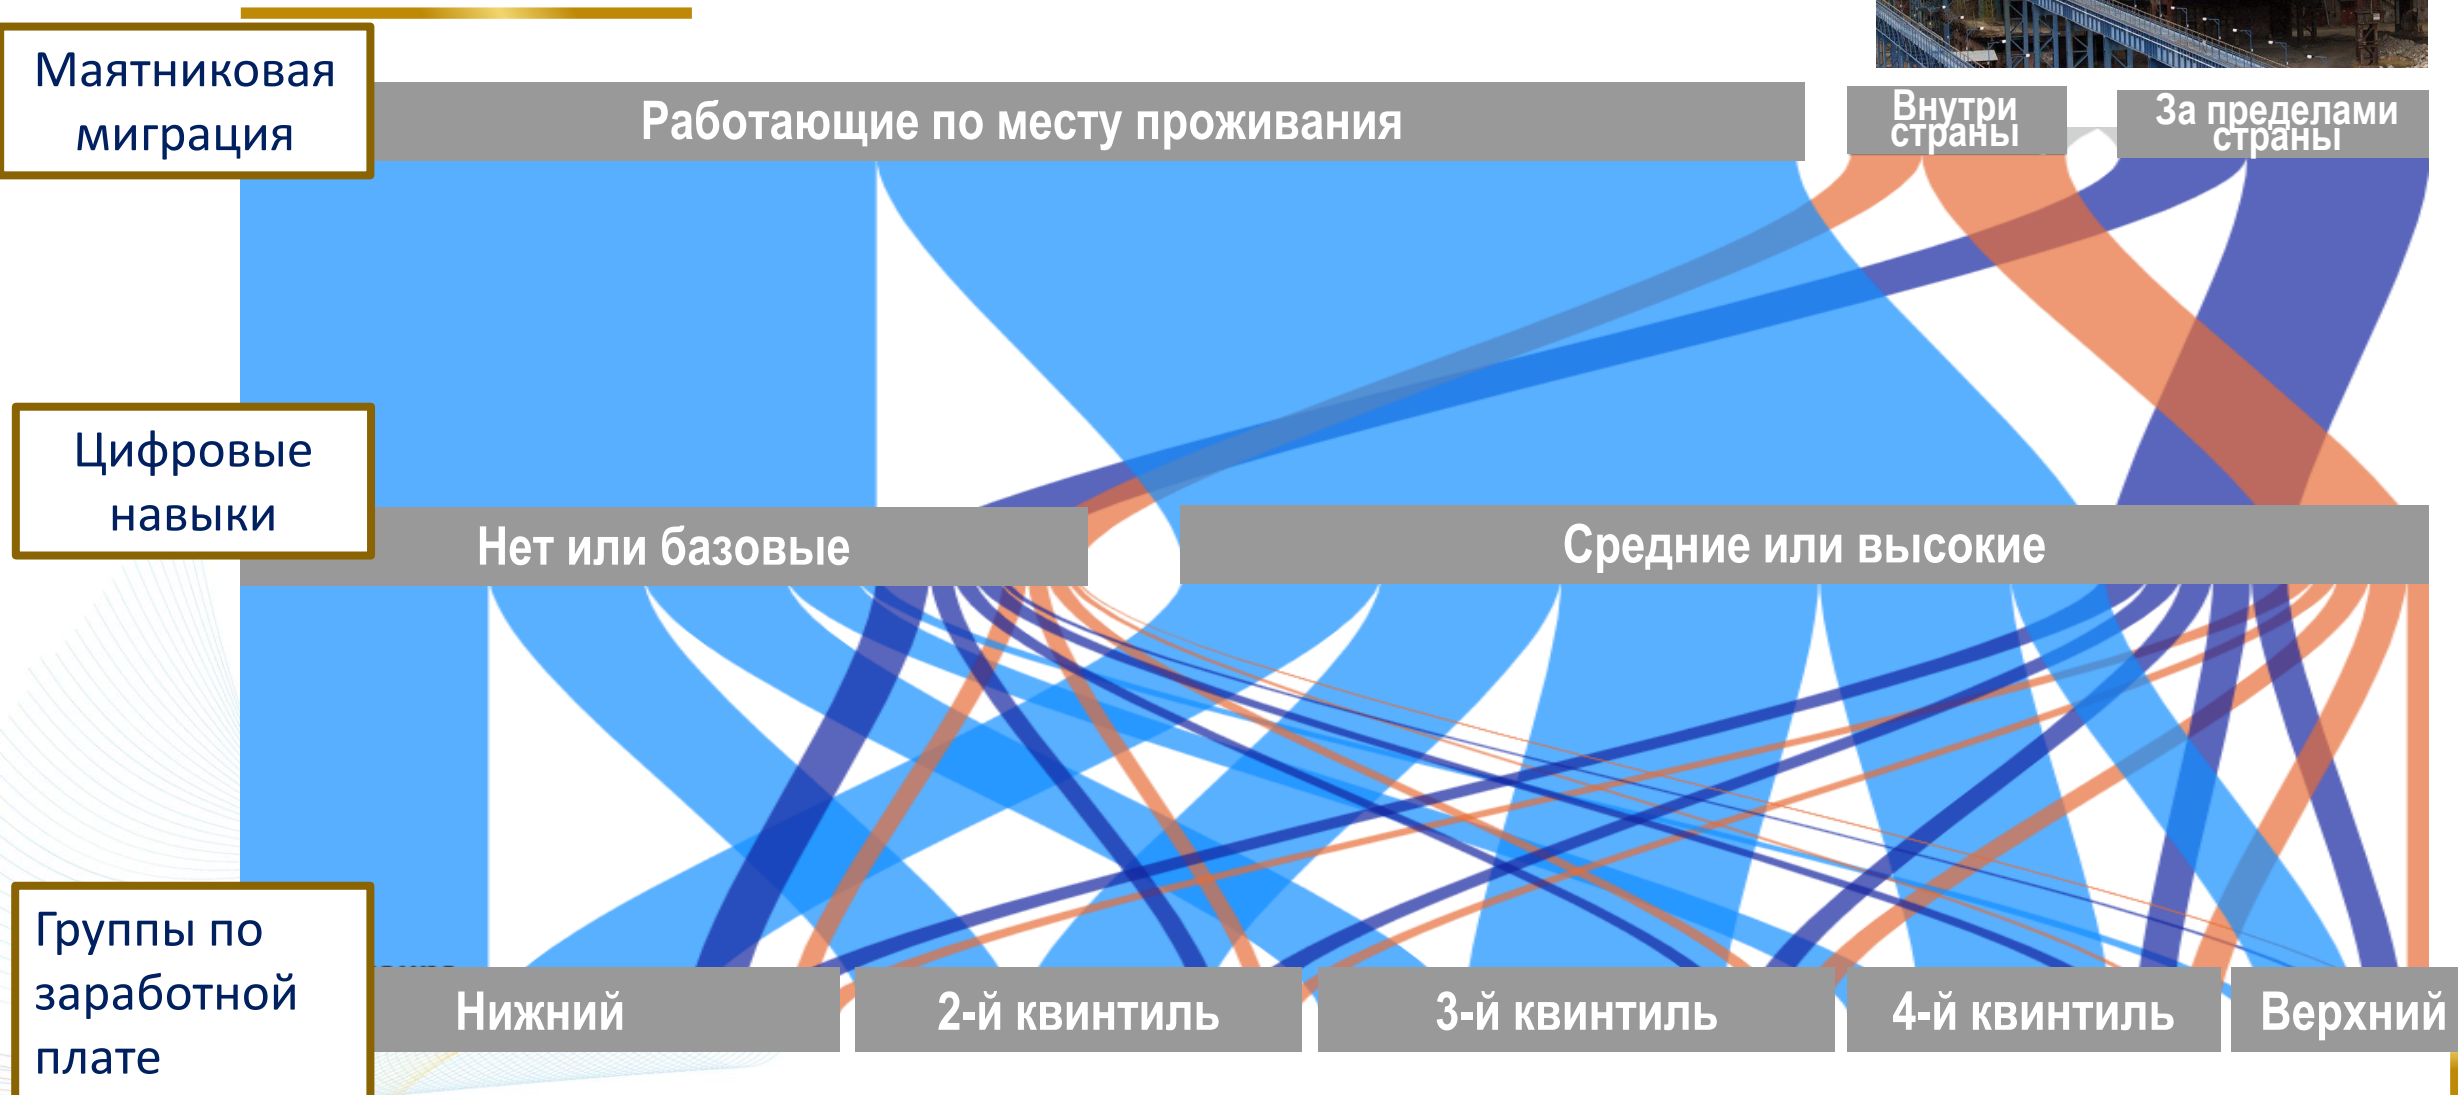 Маятниковая
миграция
Работающие по месту проживания
Внутри
страны
За пределами
страны
Цифровые
навыки
Нет или базовые
Средние или высокие
Группы по
заработной
плате
Нижний
2-й квинтиль
3-й квинтиль
4-й квинтиль
Верхний